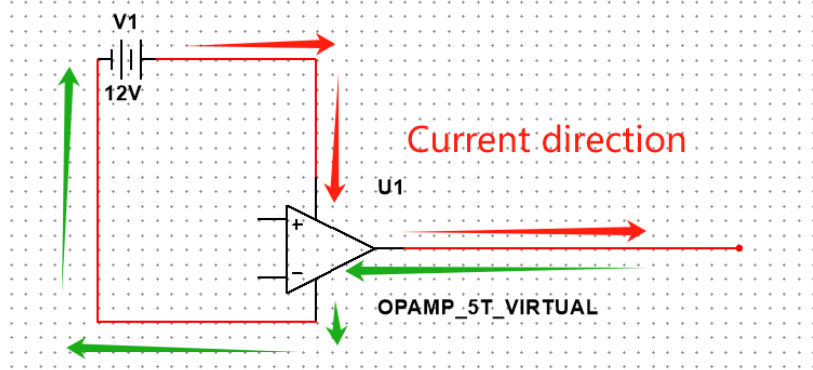 V1
12V
Current direction
U1
+
−
OPAMP_5T_VIRTUAL